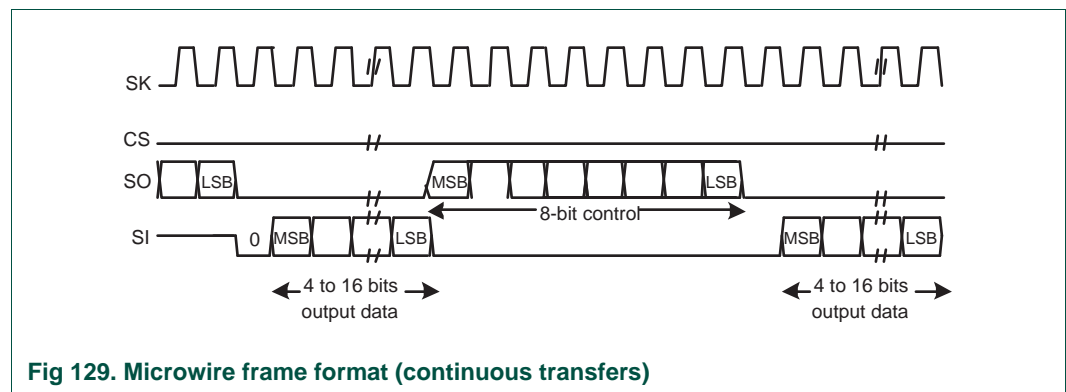 SK
CS
SO
LSB
MSB
LSB
8-bit control
SI
0
MSB
LSB
MSB
LSB
4 to 16 bits
output data
4 to 16 bits
output data
Fig 129. Microwire frame format (continuous transfers)